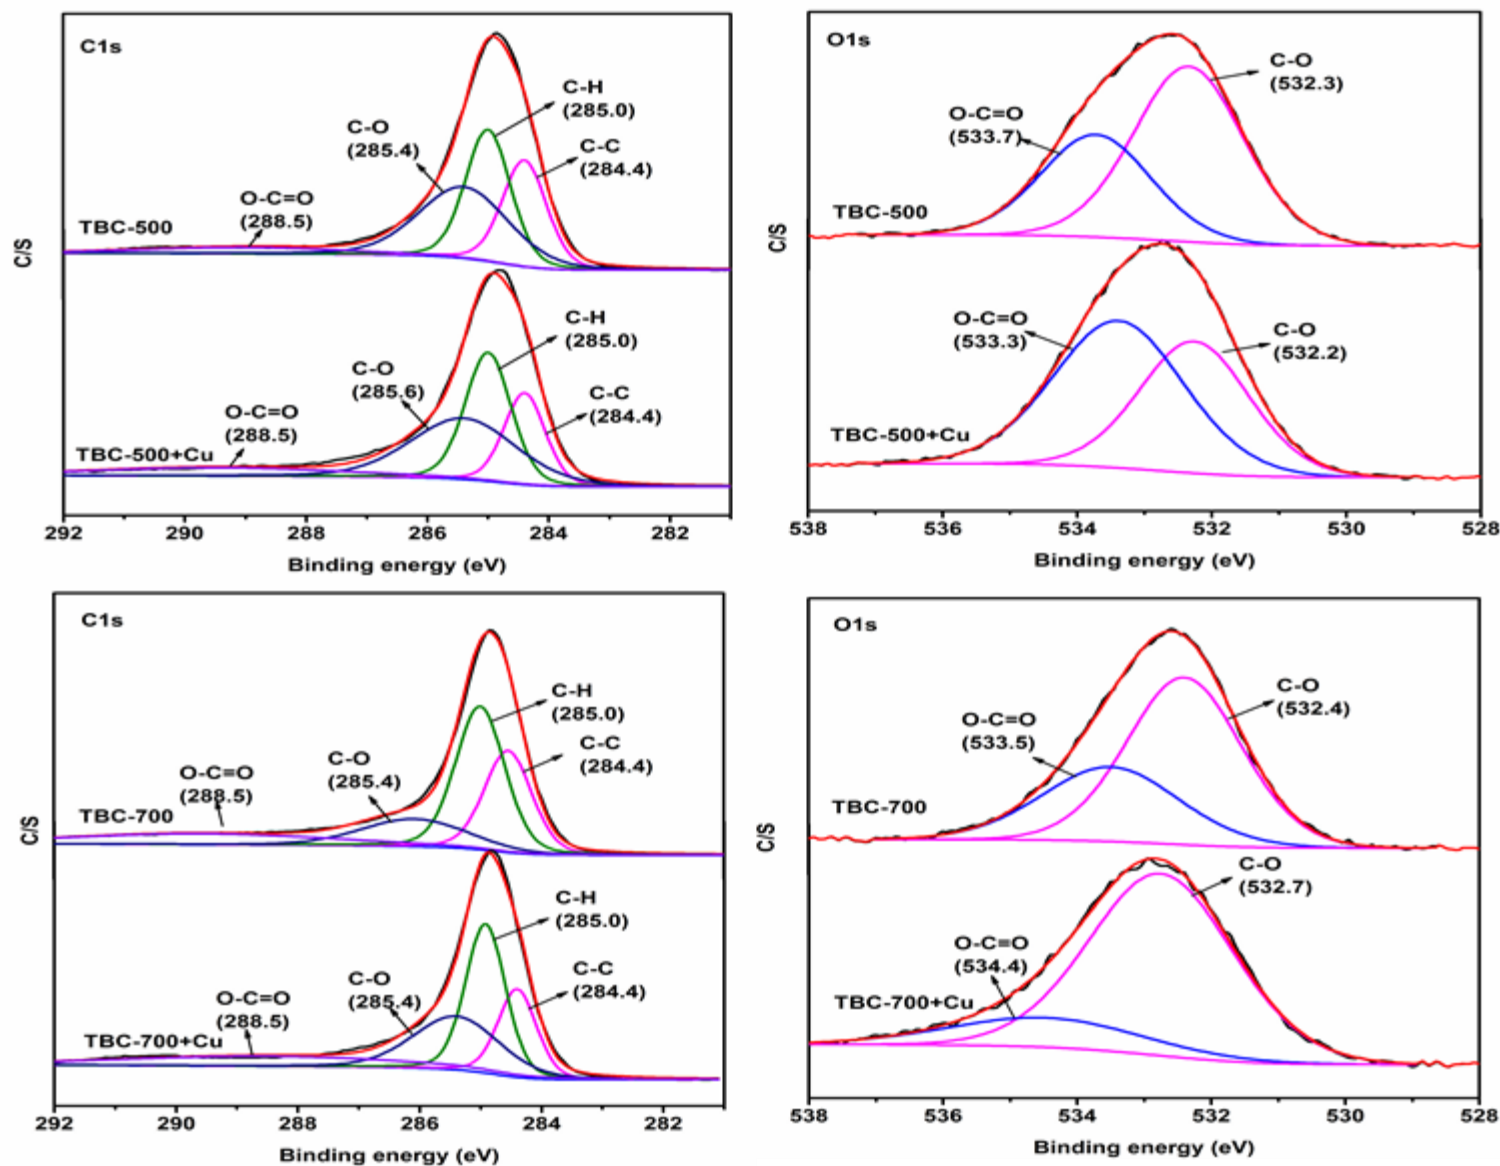 C1s
C-H
(285.0)
C-O
(285.4)
C-C
(284.4)
O-C=O
(288.5)
TBC-500
C/S
C-H
(285.0)
C-O
(285.6)
C-C
(284.4)
O-C=O
(288.5)
TBC-500+Cu
292 290 288 286 284 282
Binding energy (eV)
O1s
C-O
(532.3)
O-C=O
(533.7)
TBC-500
C/S
O-C=O
(533.3)
C-O
(532.2)
TBC-500+Cu
538 536 534 532 530 528
Binding energy (eV)
C1s
C-H
(285.0)
C-C
(284.4)
C-O
(285.4)
O-C=O
(288.5)
TBC-700
C/S
C-H
(285.0)
C-C
(284.4)
C-O
(285.4)
O-C=O
(288.5)
TBC-700+Cu
292 290 288 286 284 282
Binding energy (eV)
O1s
C-O
(532.4)
O-C=O
(533.5)
TBC-700
C/S
C-O
(532.7)
O-C=O
(534.4)
TBC-700+Cu
538 536 534 532 530 528
Binding energy (eV)